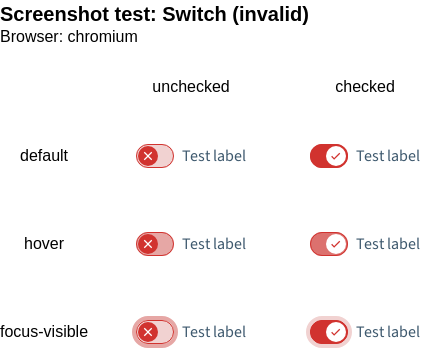 Screenshot test: Switch (invalid)
Browser: chromium
unchecked checked
default Test label Test label
hover Test label Test label
focus-visible Test label Test label